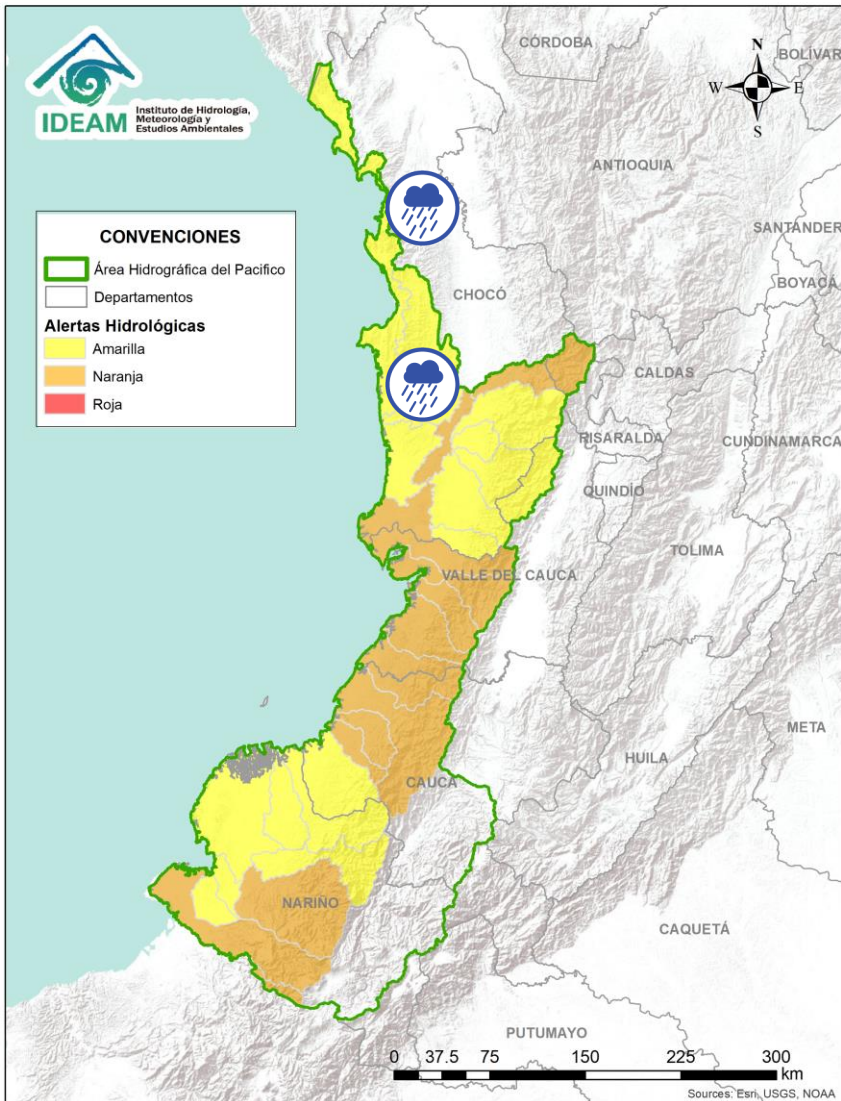 IDEAM
Instituto de Hidrología,
Meteorología y
Estudios Ambientales
CÓRDOBA
BOLÍVAR
N
W
E
S
ANTIOQUIA
SANTANDER
BOYACÁ
CONVENCIONES
Área Hidrográfica del Pacifico
Departamentos
Alertas Hidrológicas
Amarilla
Naranja
Roja
CHOCÓ
CALDAS
RISARALDA
CUNDINAMARCA
QUINDÍO
TOLIMA
VALLE DEL CAUCA
META
HUILA
CAUCA
NARIÑO
CAQUETÁ
PUTUMAYO
0 37.5 75 150 225 300
km
Sources: Esri, USGS, NOAA